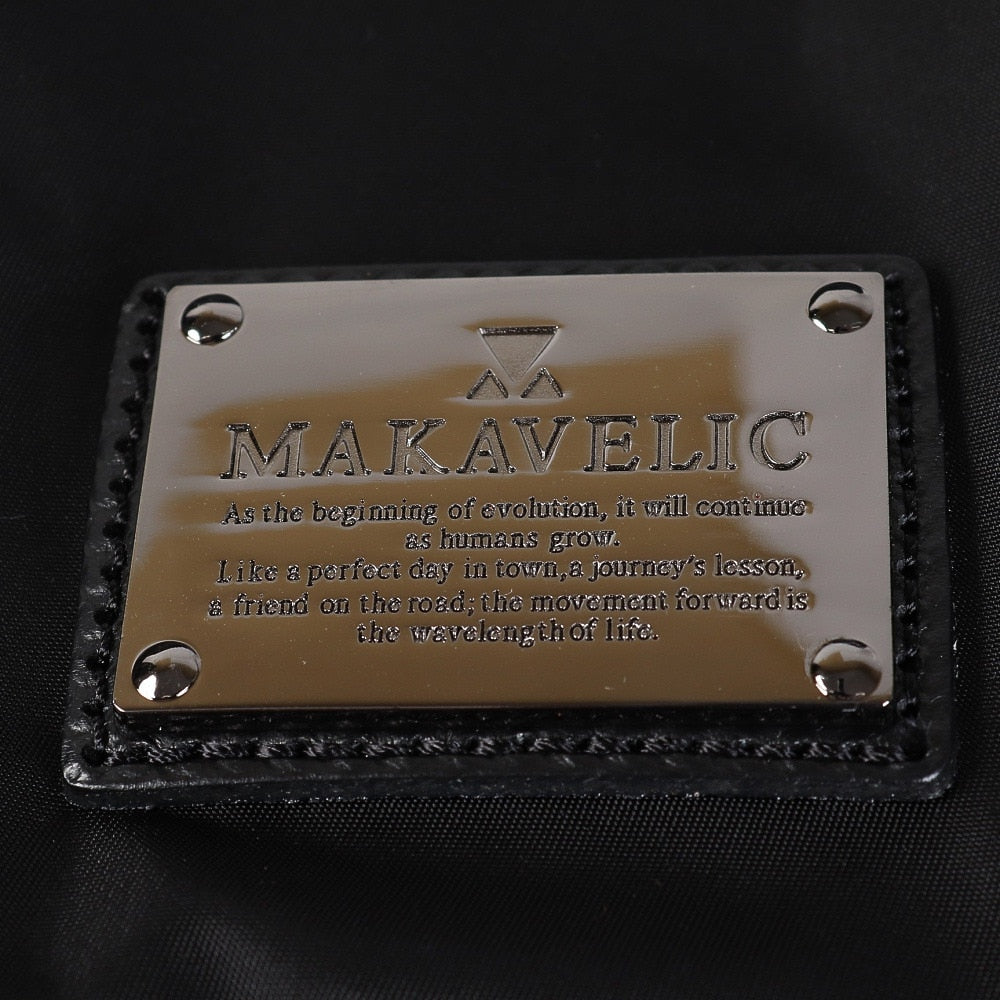 MAKAVELIC
As the beginning of evolution, it will continue
as humans grow.
Like a perfect day in town, a journey's lesson,
a friend on the road; the movement forward is
the wavelength of life.